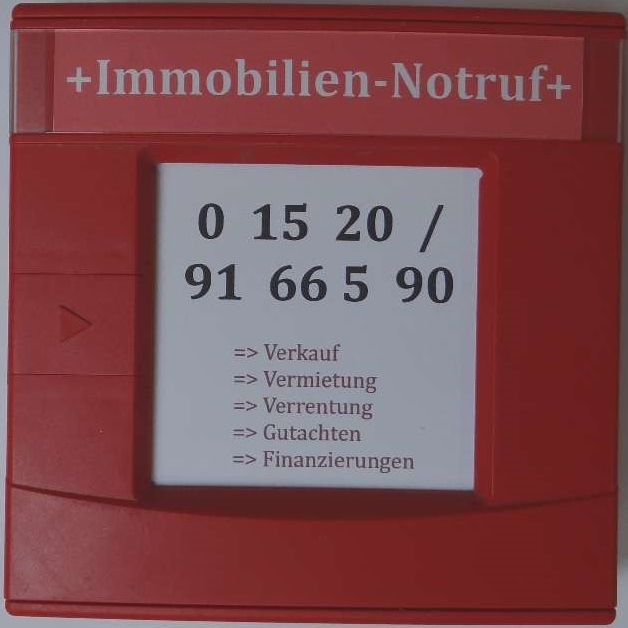 +Immobilien-Notruf+
0 15 20 /
91 66 5 90
=> Verkauf
=> Vermietung
=> Verrentung
=> Gutachten
=> Finanzierungen